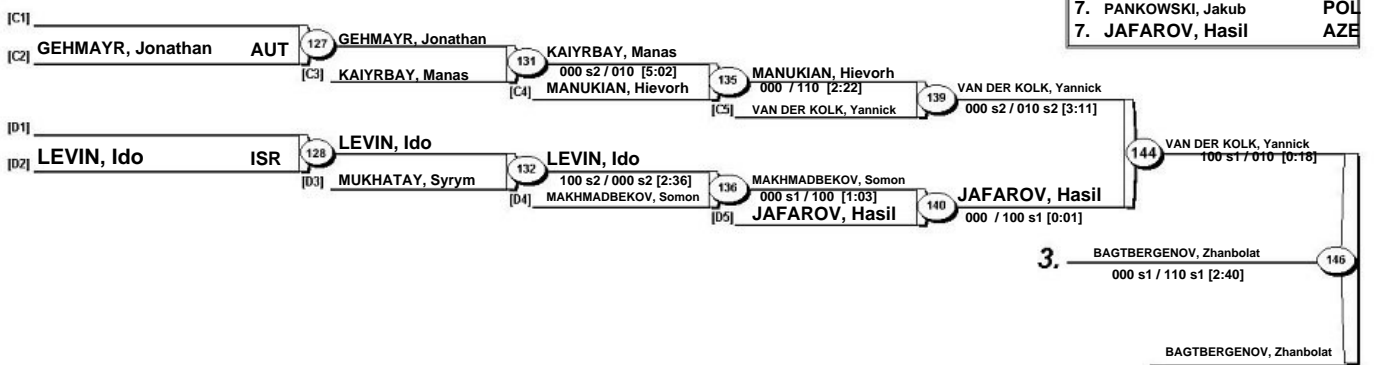 7. PANKOWSKI, Jakub POL
7. JAFAROV, Hasil AZE
[C1]
[C2] GEHMAYR, Jonathan AUT
127
GEHMAYR, Jonathan
[C3] KAIYRBAY, Manas
131
KAIYRBAY, Manas
000 s2 / 010 [5:02]
[C4] MANUKIAN, Hievorh
135
MANUKIAN, Hievorh
000 / 110 [2:22]
[C5] VAN DER KOLK, Yannick
139
VAN DER KOLK, Yannick
000 s2 / 010 s2 [3:11]
[D1]
[D2] LEVIN, Ido ISR
128
LEVIN, Ido
[D3] MUKHATAY, Syrym
132
LEVIN, Ido
100 s2 / 000 s2 [2:36]
[D4] MAKHMADBEKOV, Somon
136
MAKHMADBEKOV, Somon
000 s1 / 100 [1:03]
[D5] JAFAROV, Hasil
140
JAFAROV, Hasil
000 / 100 s1 [0:01]
144
VAN DER KOLK, Yannick
100 s1 / 010 [0:18]
3. BAGTBERGENOV, Zhanbolat
000 s1 / 110 s1 [2:40]
146
BAGTBERGENOV, Zhanbolat